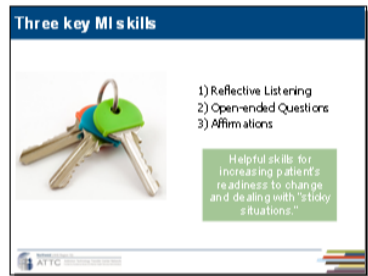 Three key MI skills
1) Reflective Listening
2) Open-ended Questions
3) Affirmations
Helpful skills for
increasing patient's
readiness to change
and dealing with "sticky
situations."
ATTC